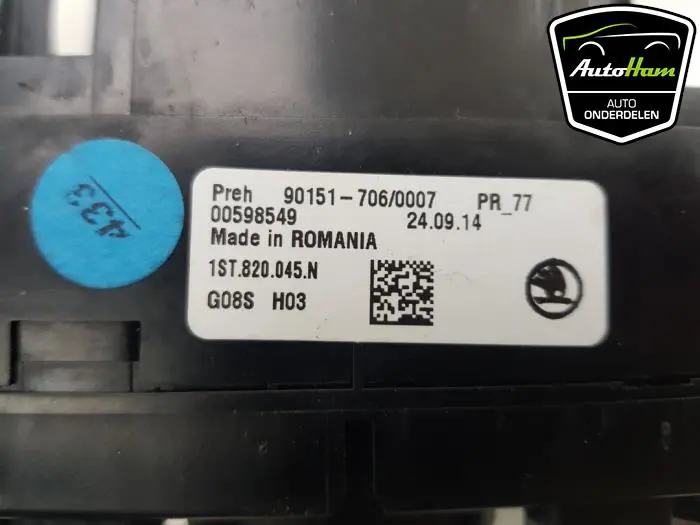 AutoHam
AUTO
ONDERDELEN
433
Preh 90151-706/0007 PR_77
00598549 24.09.14
Made in ROMANIA
1ST.820.045.N
G08S H03